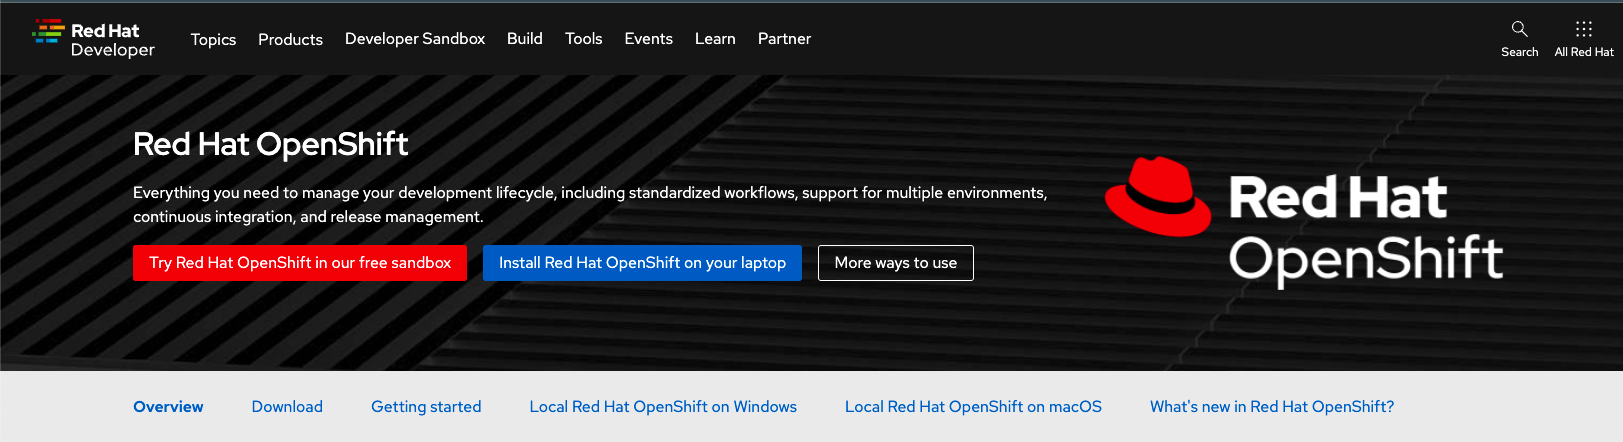 Red Hat
Developer
Topics
Products
Developer Sandbox
Build
Tools
Events
Learn
Partner
Search
All Red Hat
Red Hat OpenShift
Everything you need to manage your development lifecycle, including standardized workflows, support for multiple environments,
continuous integration, and release management.
Try Red Hat OpenShift in our free sandbox
Install Red Hat OpenShift on your laptop
More ways to use
Red Hat
OpenShift
Overview
Download
Getting started
Local Red Hat OpenShift on Windows
Local Red Hat OpenShift on macOS
What's new in Red Hat OpenShift?